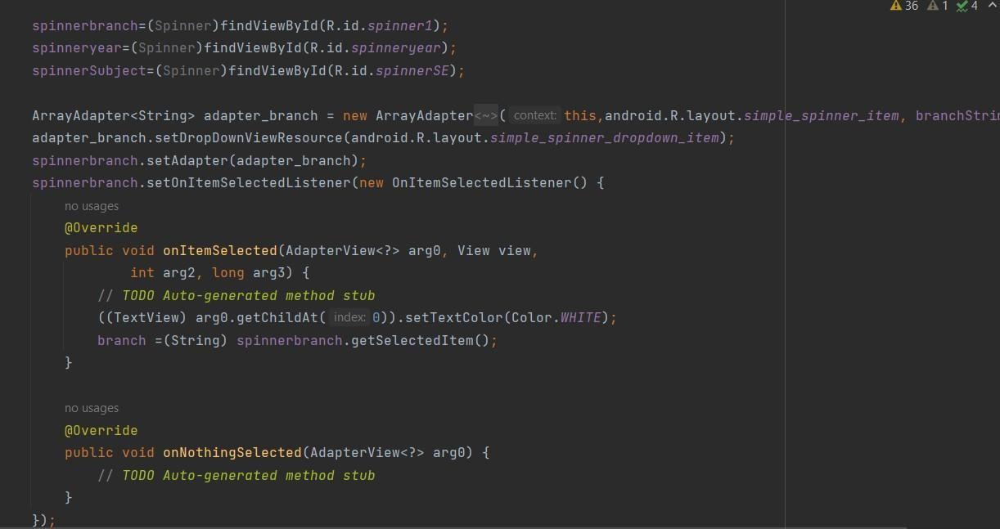 36 1 4
spinnerbranch=(Spinner)findViewById(R.id.spinner1);
spinneryear=(Spinner)findViewById(R.id.spinneryear);
spinnerSubject=(Spinner)findViewById(R.id.spinnerSE);
ArrayAdapter<String> adapter_branch = new ArrayAdapter<~>( context: this,android.R.layout.simple_spinner_item, branchStrin
adapter_branch.setDropDownViewResource(android.R.layout.simple_spinner_dropdown_item);
spinnerbranch.setAdapter(adapter_branch);
spinnerbranch.setOnItemSelectedListener(new OnItemSelectedListener() {
no usages
@Override
public void onItemSelected(AdapterView<?> arg0, View view,
int arg2, long arg3) {
// TODO Auto-generated method stub
((TextView) arg0.getChildAt( index: 0)).setTextColor(Color.WHITE);
branch =(String) spinnerbranch.getSelectedItem();
}
no usages
@Override
public void onNothingSelected(AdapterView<?> arg0) {
// TODO Auto-generated method stub
}
});